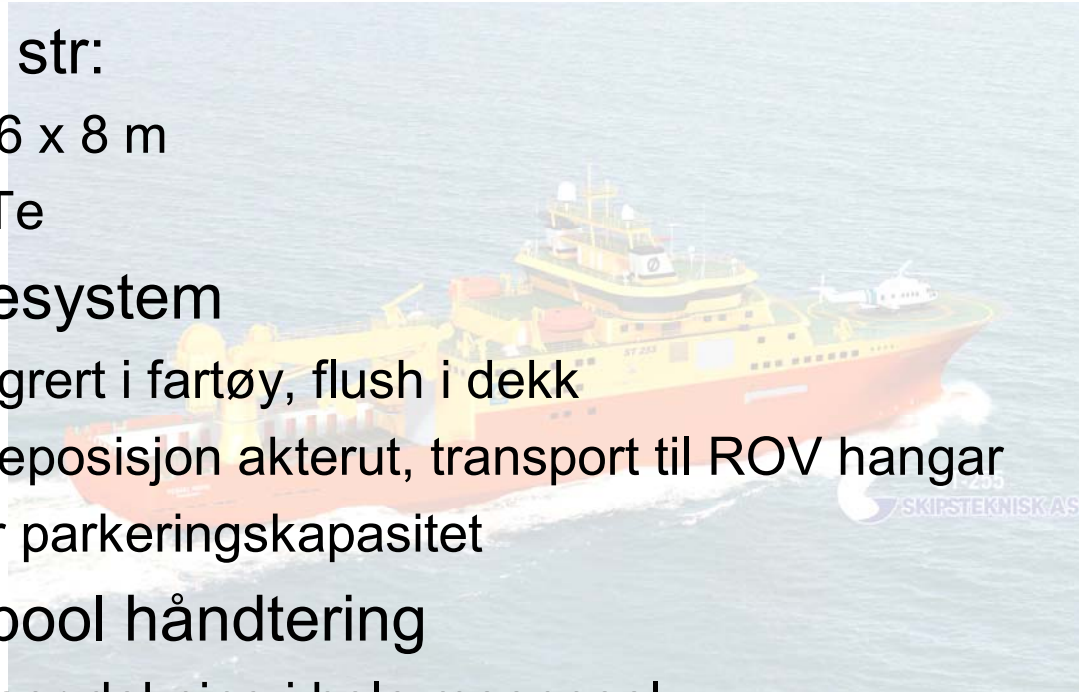 str:
6 x 8 m
Te
esystem
grert i fartøy, flush i dekk
eposisjon akterut, transport til ROV hangar
r parkeringskapasitet
pool håndtering
ST 255
T-255
SKIPSTEKNISK AS